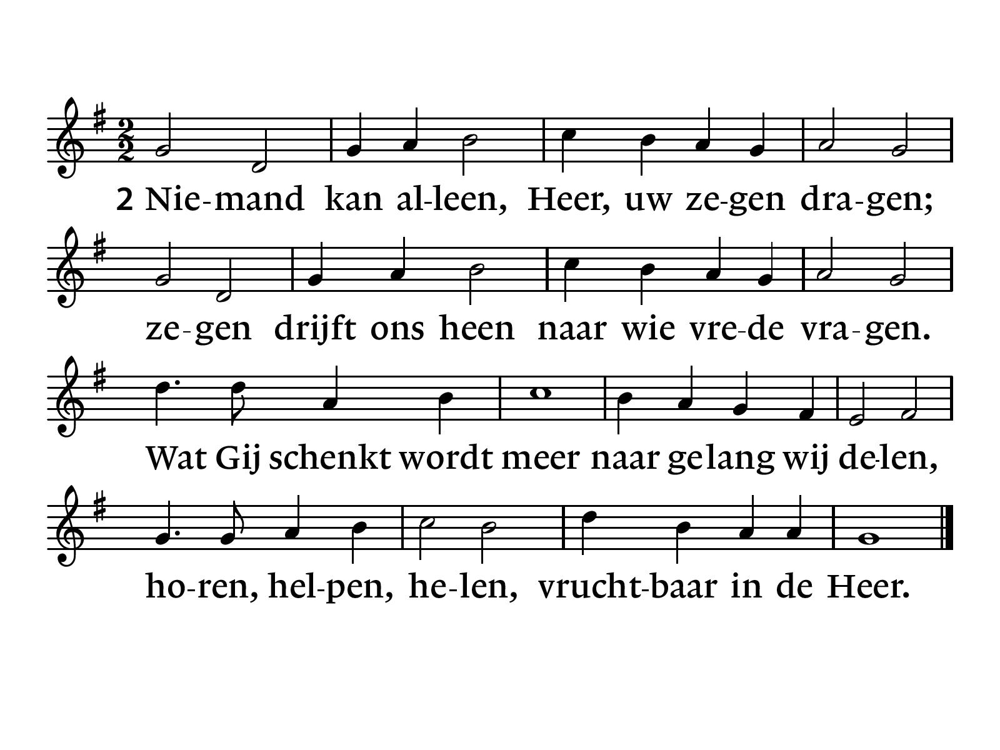 2 Nie-mand kan al-leen, Heer, uw ze-gen dra-gen;
ze-gen drijft ons heen naar wie vre-de vra-gen.
Wat Gij schenkt wordt meer naar gelang wij de-len,
ho-ren, hel-pen, he-len, vrucht-baar in de Heer.